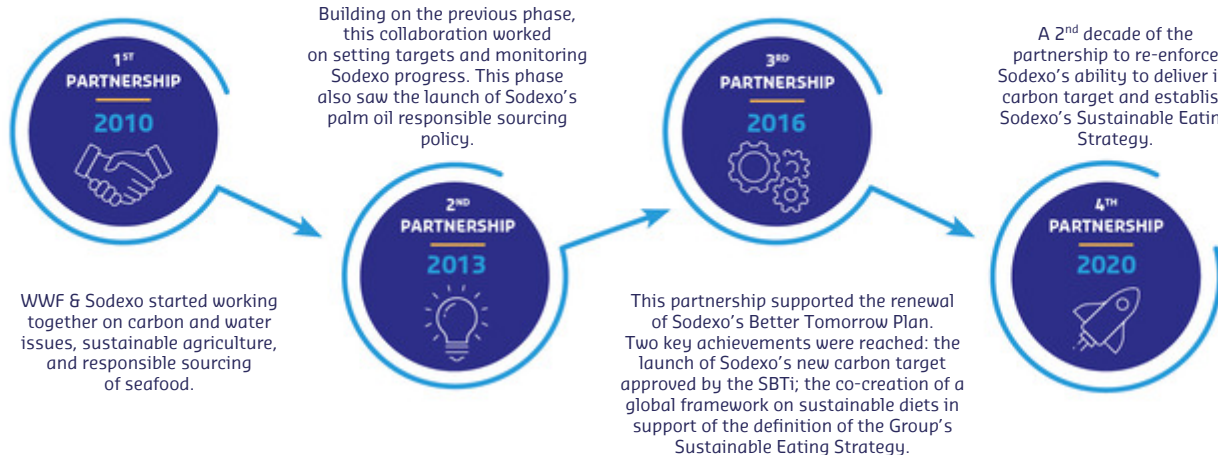 1ST
PARTNERSHIP
2010
WWF & Sodexo started working
together on carbon and water
issues, sustainable agriculture,
and responsible sourcing
of seafood.
Building on the previous phase,
this collaboration worked
on setting targets and monitoring
Sodexo progress. This phase
also saw the launch of Sodexo's
palm oil responsible sourcing
policy.
2ND
PARTNERSHIP
2013
3RD
PARTNERSHIP
2016
This partnership supported the renewal
of Sodexo's Better Tomorrow Plan.
Two key achievements were reached: the
launch of Sodexo's new carbon target
approved by the SBTi; the co-creation of a
global framework on sustainable diets in
support of the definition of the Group's
Sustainable Eating Strategy.
A 2nd decade of the
partnership to re-enforce
Sodexo's ability to deliver
carbon target and
Sodexo's Sustainable
Strategy.
4TH
PARTNERSHIP
2020